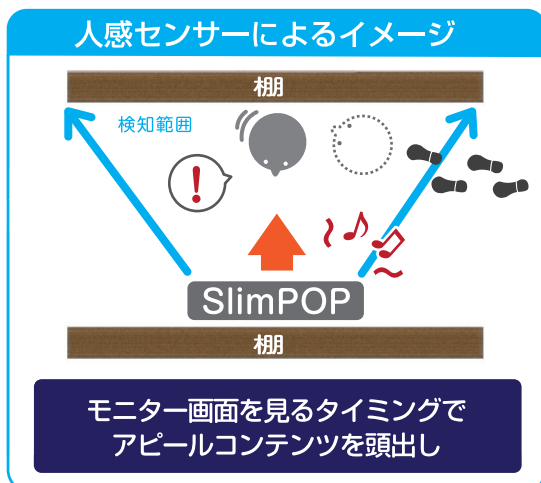 人感センサーによるイメージ
棚
検知範囲
!
SlimPOP
棚
モニター画面を見るタイミングで
アピールコンテンツを頭出し